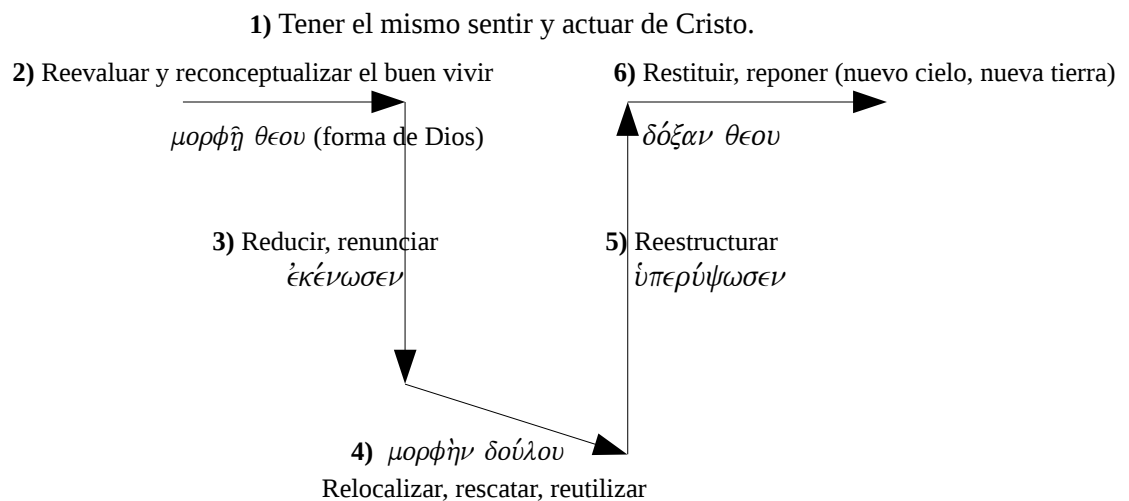 1) Tener el mismo sentir y actuar de Cristo.
2) Reevaluar y reconceptualizar el buen vivir
6) Restituir, reponer (nuevo cielo, nueva tierra)
μορφῇ θεου (forma de Dios)
δόξαν θεου
3) Reducir, renunciar
5) Reestructurar
ἐκένωσεν
ὑπερύψωσεν
4) μορφὴν δούλου
Relocalizar, rescatar, reutilizar